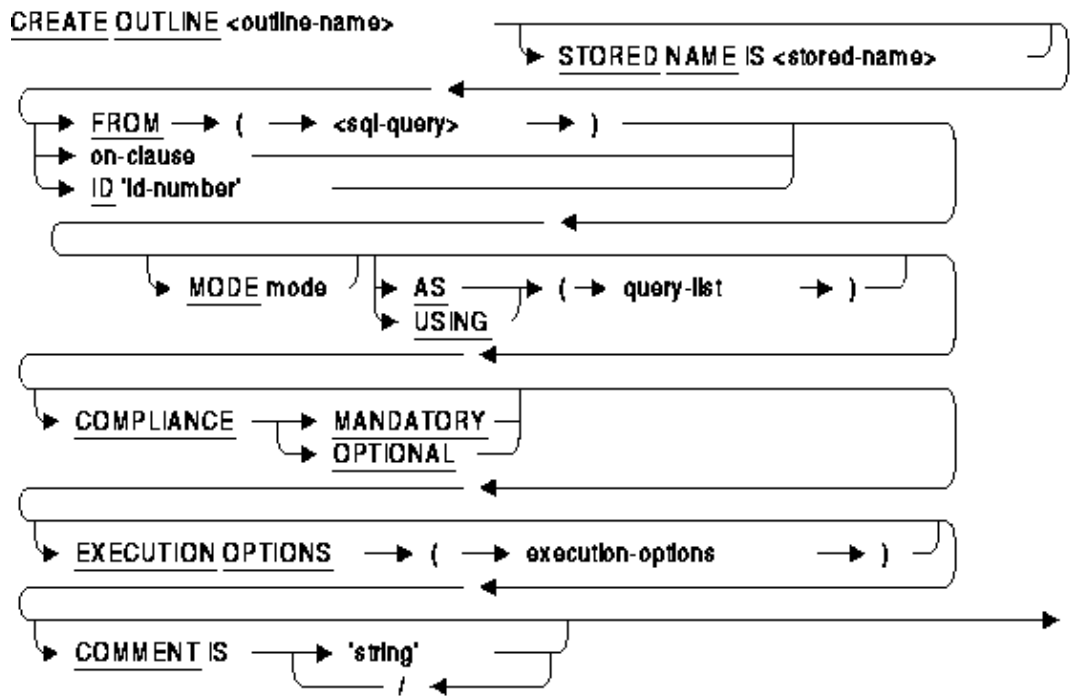 CREATE OUTLINE <outline-name>
STORED NAME IS <stored-name>
FROM ( <sql-query> )
on-clause
ID 'id-number'
MODE mode AS ( query-list )
USING
COMPLIANCE MANDATORY
OPTIONAL
EXECUTION OPTIONS ( execution-options )
COMMENT IS 'string'
/